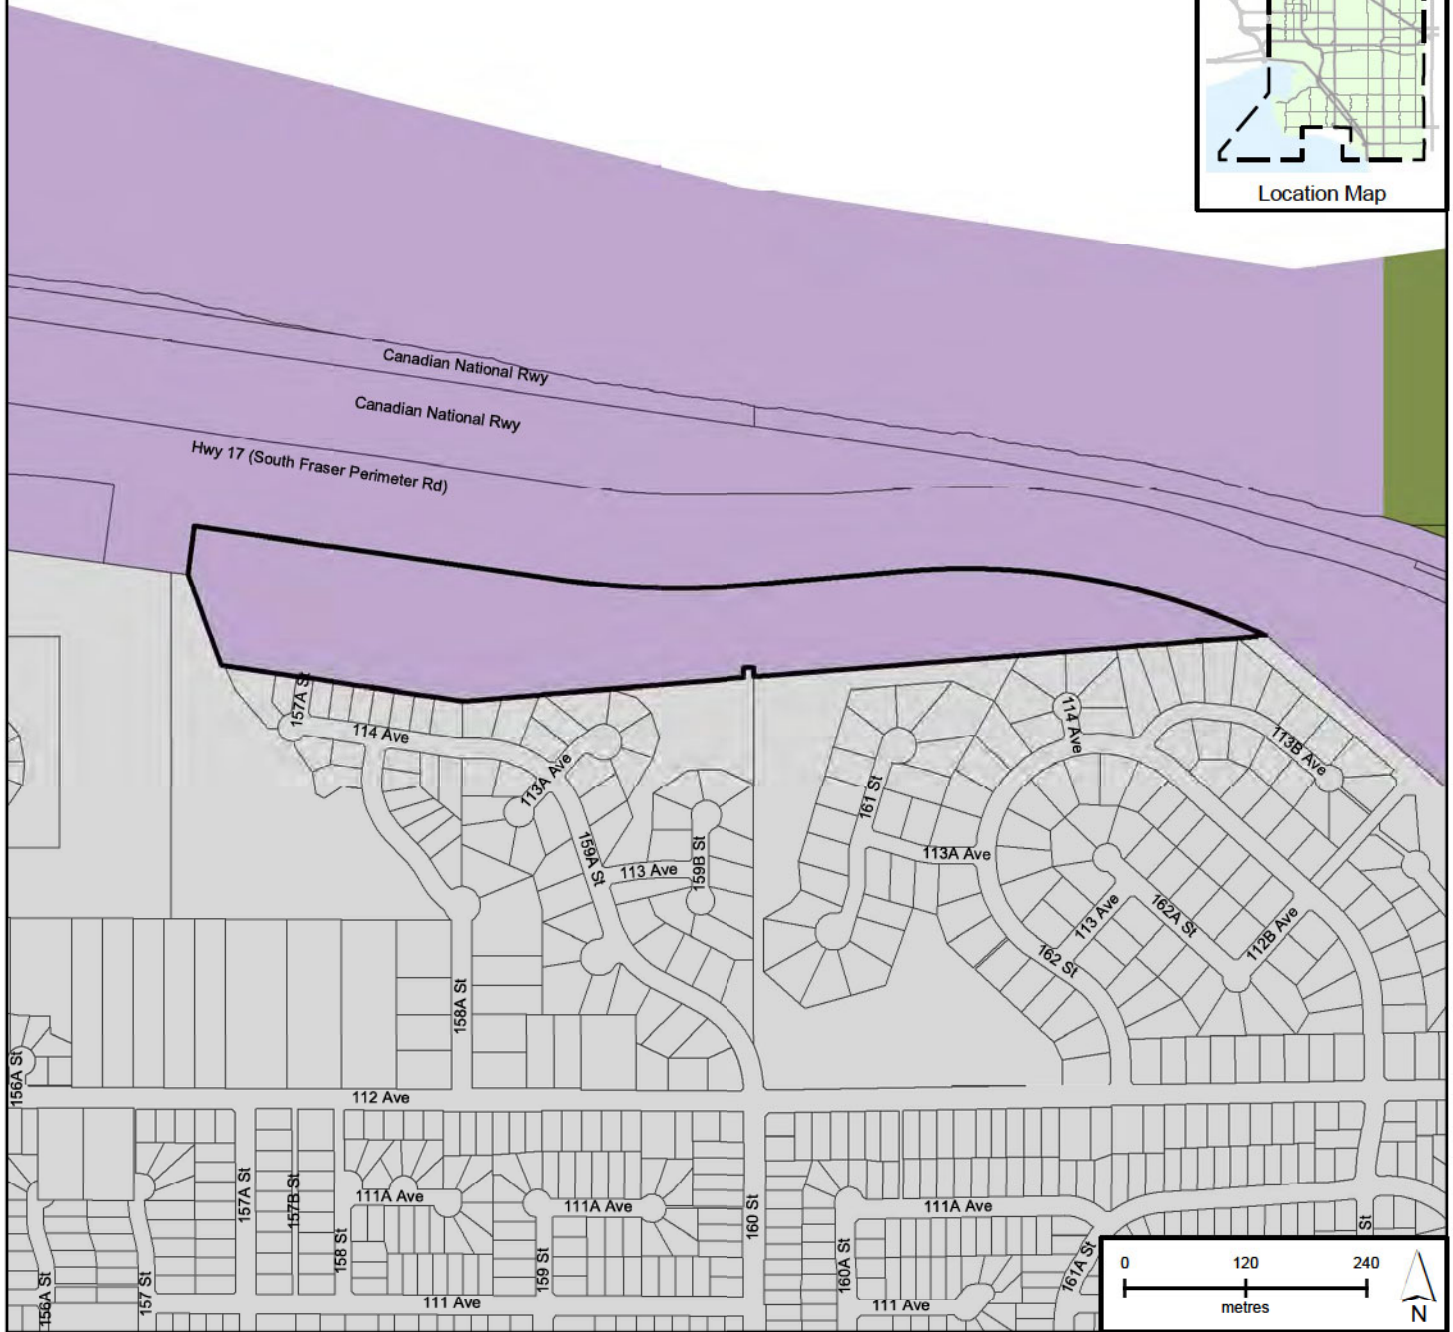 Location Map
Canadian National Rwy
Canadian National Rwy
Hwy 17 (South Fraser Perimeter Rd)
157A St
114 Ave
113A Ave
159A St
113 Ave
159B St
161 St
114 Ave
113B Ave
113A Ave
113 Ave
162A St
112B Ave
162 St
158A St
156A St
112 Ave
157A St
157B St
158 St
111A Ave
111A Ave
159 St
160 St
111A Ave
160A St
161A St
St
156A St
157 St
111 Ave
111 Ave
0 120 240
metres
N